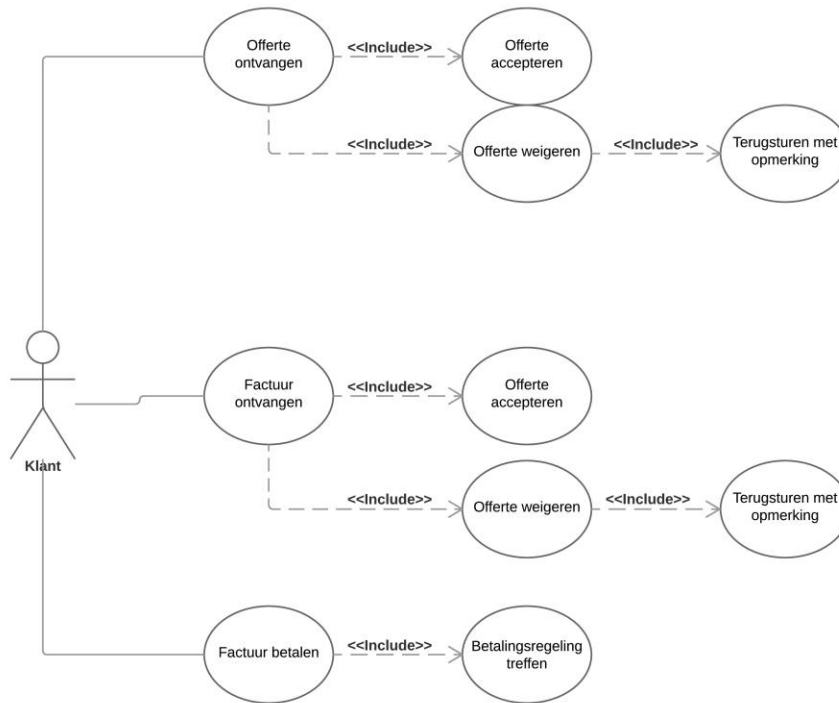 Offerte
ontvangen
<<Include>>
Offerte
accepteren
<<Include>>
Offerte weigeren
<<Include>>
Terugsturen met
opmerking
Klant
Factuur
ontvangen
<<Include>>
Offerte
accepteren
<<Include>>
Offerte weigeren
<<Include>>
Terugsturen met
opmerking
Factuur betalen
<<Include>>
Betalingsregeling
treffen